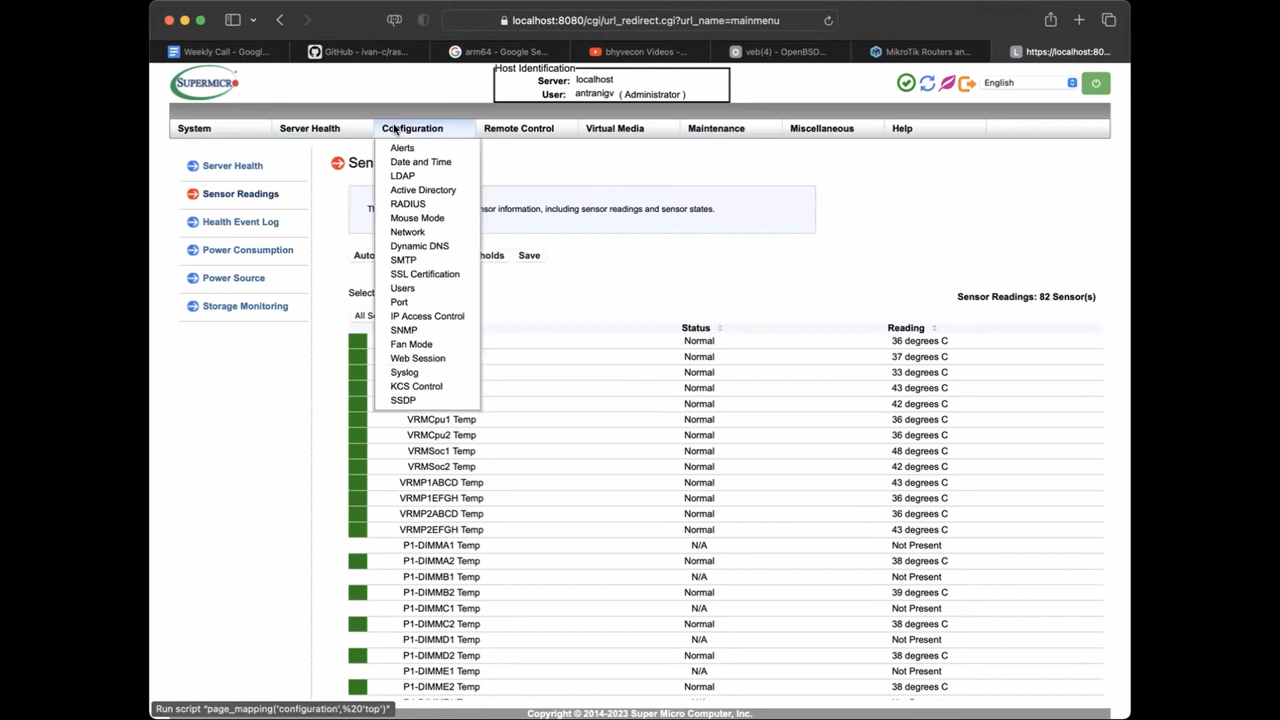 localhost:8080/cgi/url_redirect.cgi?url_name=mainmenu
Weekly Call - Googl...
GitHub - ivan-c/ras...
arm64 - Google Se...
bhyvecon Videos -...
veb(4) - OpenBSD...
MikroTik Routers an...
L https://localhost:80...
SUPERMICRO
Host Identification
Server: localhost
User: antranigv ( Administrator )
English
System
Server Health
Configuration
Remote Control
Virtual Media
Maintenance
Miscellaneous
Help
Server Health
Sensor Readings
Health Event Log
Power Consumption
Power Source
Storage Monitoring
Alerts
Date and Time
LDAP
Active Directory
RADIUS
Mouse Mode
Network
Dynamic DNS
SMTP
SSL Certification
Users
Port
IP Access Control
SNMP
Fan Mode
Web Session
Syslog
KCS Control
SSDP
Sen
sor information, including sensor readings and sensor states.
Auto
holds
Save
Select
All Se
Sensor Readings: 82 Sensor(s)
Status Reading
Normal 36 degrees C
Normal 37 degrees C
Normal 33 degrees C
Normal 43 degrees C
Normal 42 degrees C
VRMCpu1 Temp Normal 36 degrees C
VRMCpu2 Temp Normal 36 degrees C
VRMSoc1 Temp Normal 48 degrees C
VRMSoc2 Temp Normal 42 degrees C
VRMP1ABCD Temp Normal 43 degrees C
VRMP1EFGH Temp Normal 36 degrees C
VRMP2ABCD Temp Normal 36 degrees C
VRMP2EFGH Temp Normal 43 degrees C
P1-DIMMA1 Temp N/A Not Present
P1-DIMMA2 Temp Normal 38 degrees C
P1-DIMMB1 Temp N/A Not Present
P1-DIMMB2 Temp Normal 39 degrees C
P1-DIMMC1 Temp N/A Not Present
P1-DIMMC2 Temp Normal 38 degrees C
P1-DIMMD1 Temp N/A Not Present
P1-DIMMD2 Temp Normal 38 degrees C
P1-DIMME1 Temp N/A Not Present
P1-DIMME2 Temp Normal 38 degrees C
Run script "page_mapping('configuration',%20'top')"
Copyright © 2014-2023 Super Micro Computer, Inc.